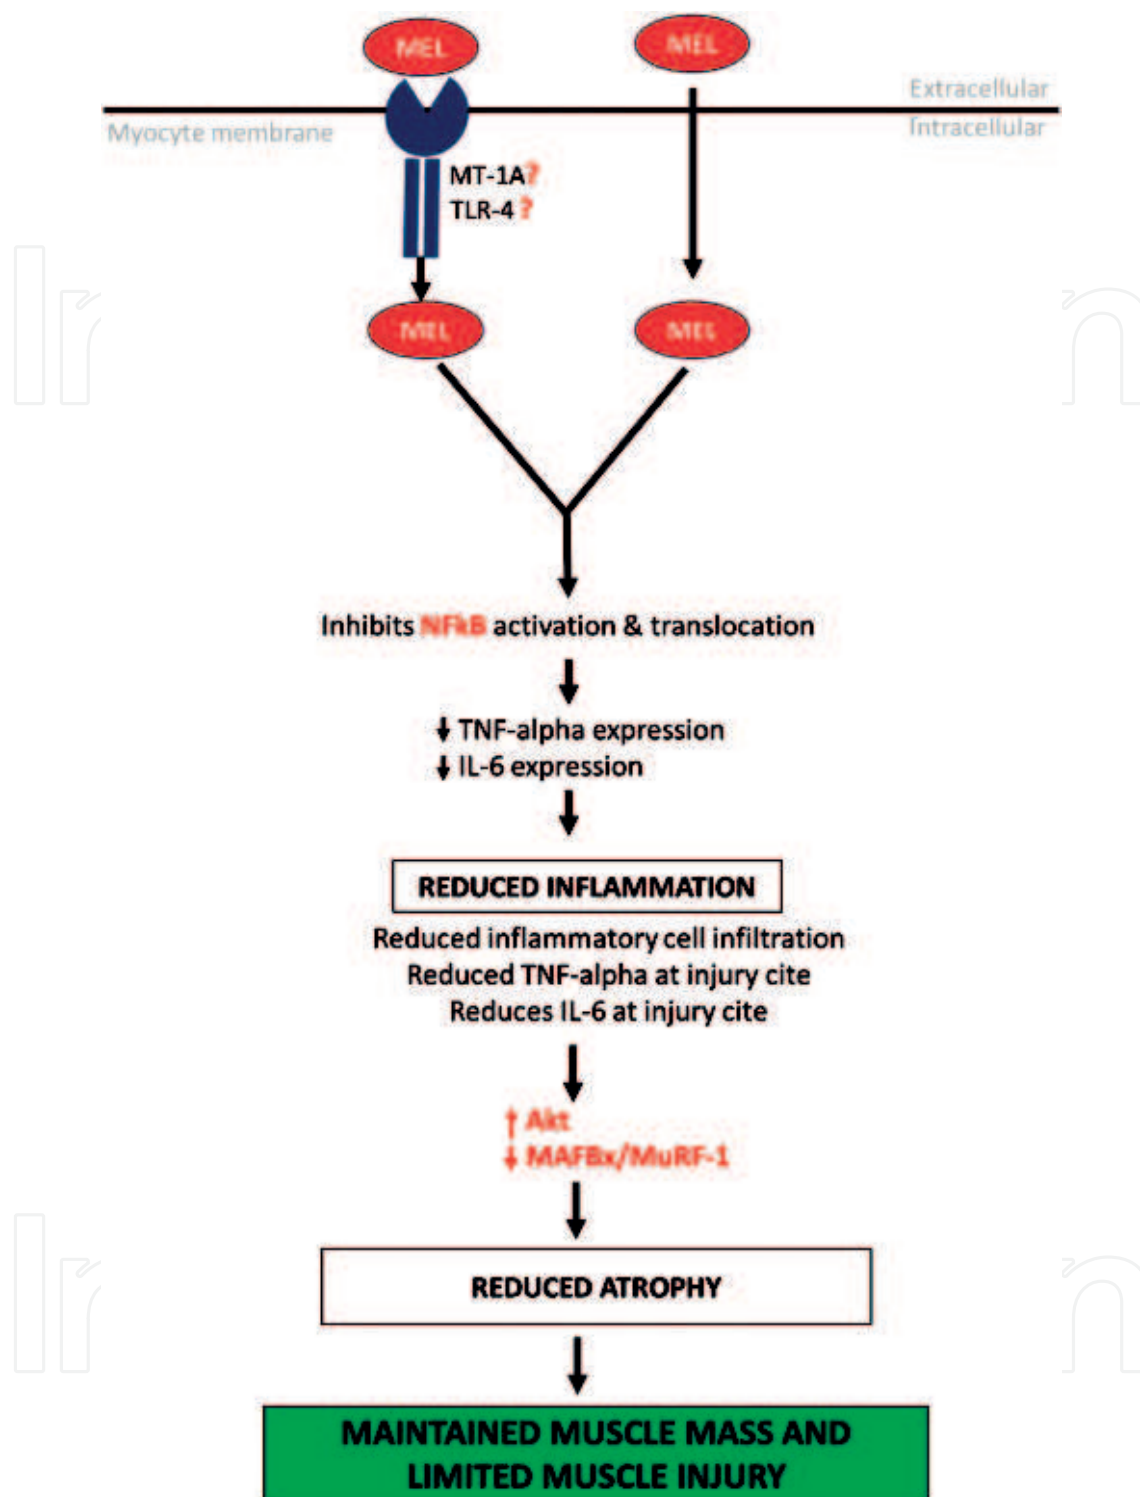 MEL MEL
Extracellular
Myocyte membrane
Intracellular
MT-1A?
TLR-4 ?
MEL MEL
Inhibits NFkB activation & translocation
↓ TNF-alpha expression
↓ IL-6 expression
REDUCED INFLAMMATION
Reduced inflammatory cell infiltration
Reduced TNF-alpha at injury cite
Reduces IL-6 at injury cite
↑ Akt
↓ MAFBx/MuRF-1
REDUCED ATROPHY
MAINTAINED MUSCLE MASS AND
LIMITED MUSCLE INJURY